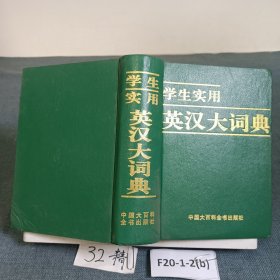 学生
实用
英汉大词典
中国大百科
全书出版社
学生实用
英汉大词典
中国大百科全书出版社
32精
F20-1-2(b)